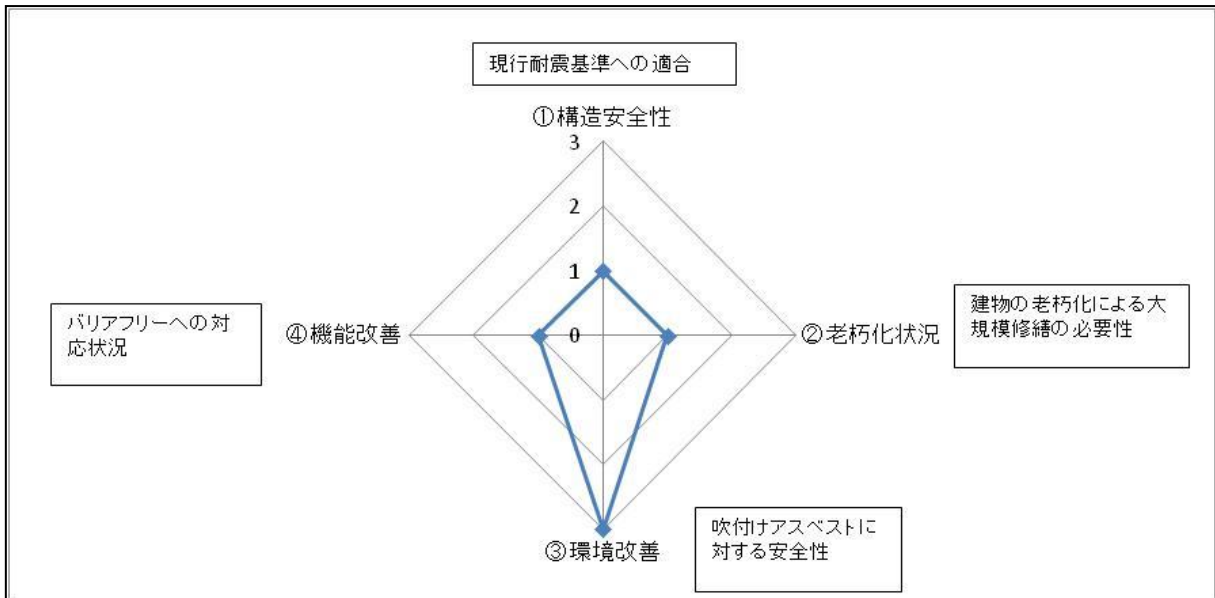 現行耐震基準への適合
①構造安全性
3
2
1
0
バリアフリーへの対
応状況
④機能改善
②老朽化状況
建物の老朽化による大
規模修繕の必要性
③環境改善
吹付けアスベストに
対する安全性